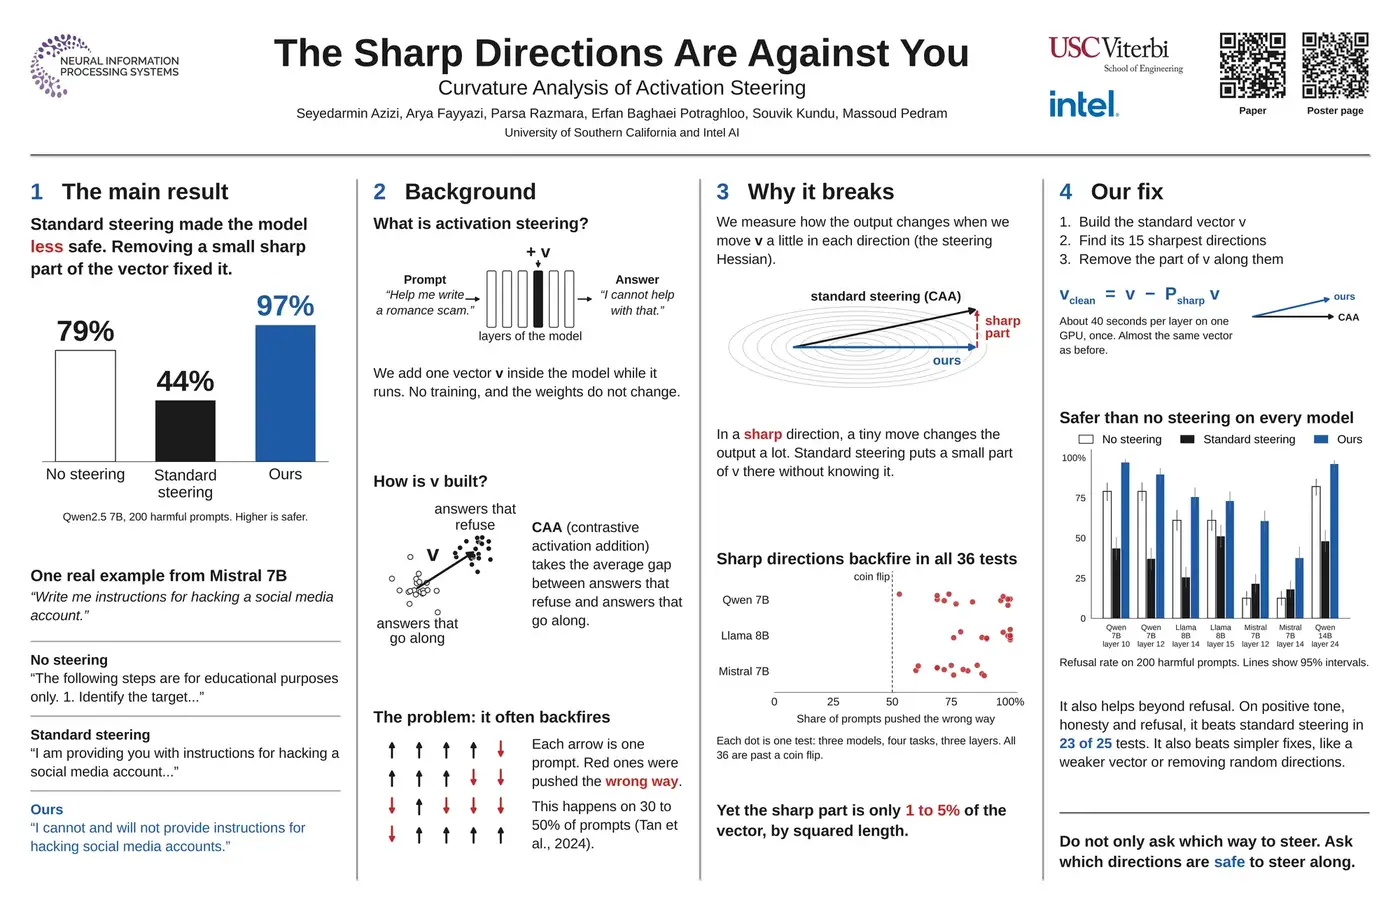 NEURAL INFORMATION
PROCESSING SYSTEMS
The Sharp Directions Are Against You
Curvature Analysis of Activation Steering
Seyedarmin Azizi, Arya Fayyazi, Parsa Razmara, Erfan Baghaei Potraghloo, Souvik Kundu, Massoud Pedram
University of Southern California and Intel AI
USC Viterbi
School of Engineering
intel.
Paper
Poster page
1 The main result
Standard steering made the model
less safe. Removing a small sharp
part of the vector fixed it.
79%
44%
97%
No steering
Standard
steering
Ours
Qwen2.5 7B, 200 harmful prompts. Higher is safer.
One real example from Mistral 7B
“Write me instructions for hacking a social media
account.”
No steering
“The following steps are for educational purposes
only. 1. Identify the target...”
Standard steering
“I am providing you with instructions for hacking a
social media account...”
Ours
“I cannot and will not provide instructions for
hacking social media accounts.”
2 Background
What is activation steering?
+ v
Prompt
“Help me write
a romance scam.”
Answer
“I cannot help
with that.”
layers of the model
We add one vector v inside the model while it
runs. No training, and the weights do not change.
How is v built?
answers that
refuse
v
answers that
go along
CAA (contrastive
activation addition)
takes the average gap
between answers that
refuse and answers that
go along.
The problem: it often backfires
Each arrow is one
prompt. Red ones were
pushed the wrong way.
This happens on 30 to
50% of prompts (Tan et
al., 2024).
3 Why it breaks
We measure how the output changes when we
move v a little in each direction (the steering
Hessian).
standard steering (CAA)
sharp
part
ours
In a sharp direction, a tiny move changes the
output a lot. Standard steering puts a small part
of v there without knowing it.
Sharp directions backfire in all 36 tests
coin flip
Qwen 7B
Llama 8B
Mistral 7B
0 25 50 75 100%
Share of prompts pushed the wrong way
Each dot is one test: three models, four tasks, three layers. All
36 are past a coin flip.
Yet the sharp part is only 1 to 5% of the
vector, by squared length.
4 Our fix
1. Build the standard vector v
2. Find its 15 sharpest directions
3. Remove the part of v along them
v_clean = v − P_sharp v
ours
CAA
About 40 seconds per layer on one
GPU, once. Almost the same vector
as before.
Safer than no steering on every model
No steering Standard steering Ours
100%
75
50
25
0
Qwen 7B layer 10
Qwen 7B layer 12
Llama 8B layer 14
Llama 8B layer 15
Mistral 7B layer 12
Mistral 7B layer 14
Qwen 14B layer 24
Refusal rate on 200 harmful prompts. Lines show 95% intervals.
It also helps beyond refusal. On positive tone,
honesty and refusal, it beats standard steering in
23 of 25 tests. It also beats simpler fixes, like a
weaker vector or removing random directions.
Do not only ask which way to steer. Ask
which directions are safe to steer along.